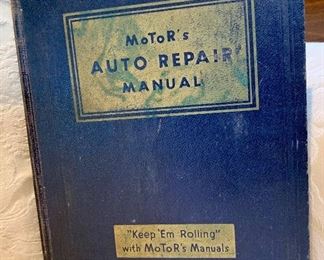 MoToR's
AUTO REPAIR
MANUAL
"Keep 'Em Rolling"
with MoToR's Manuals